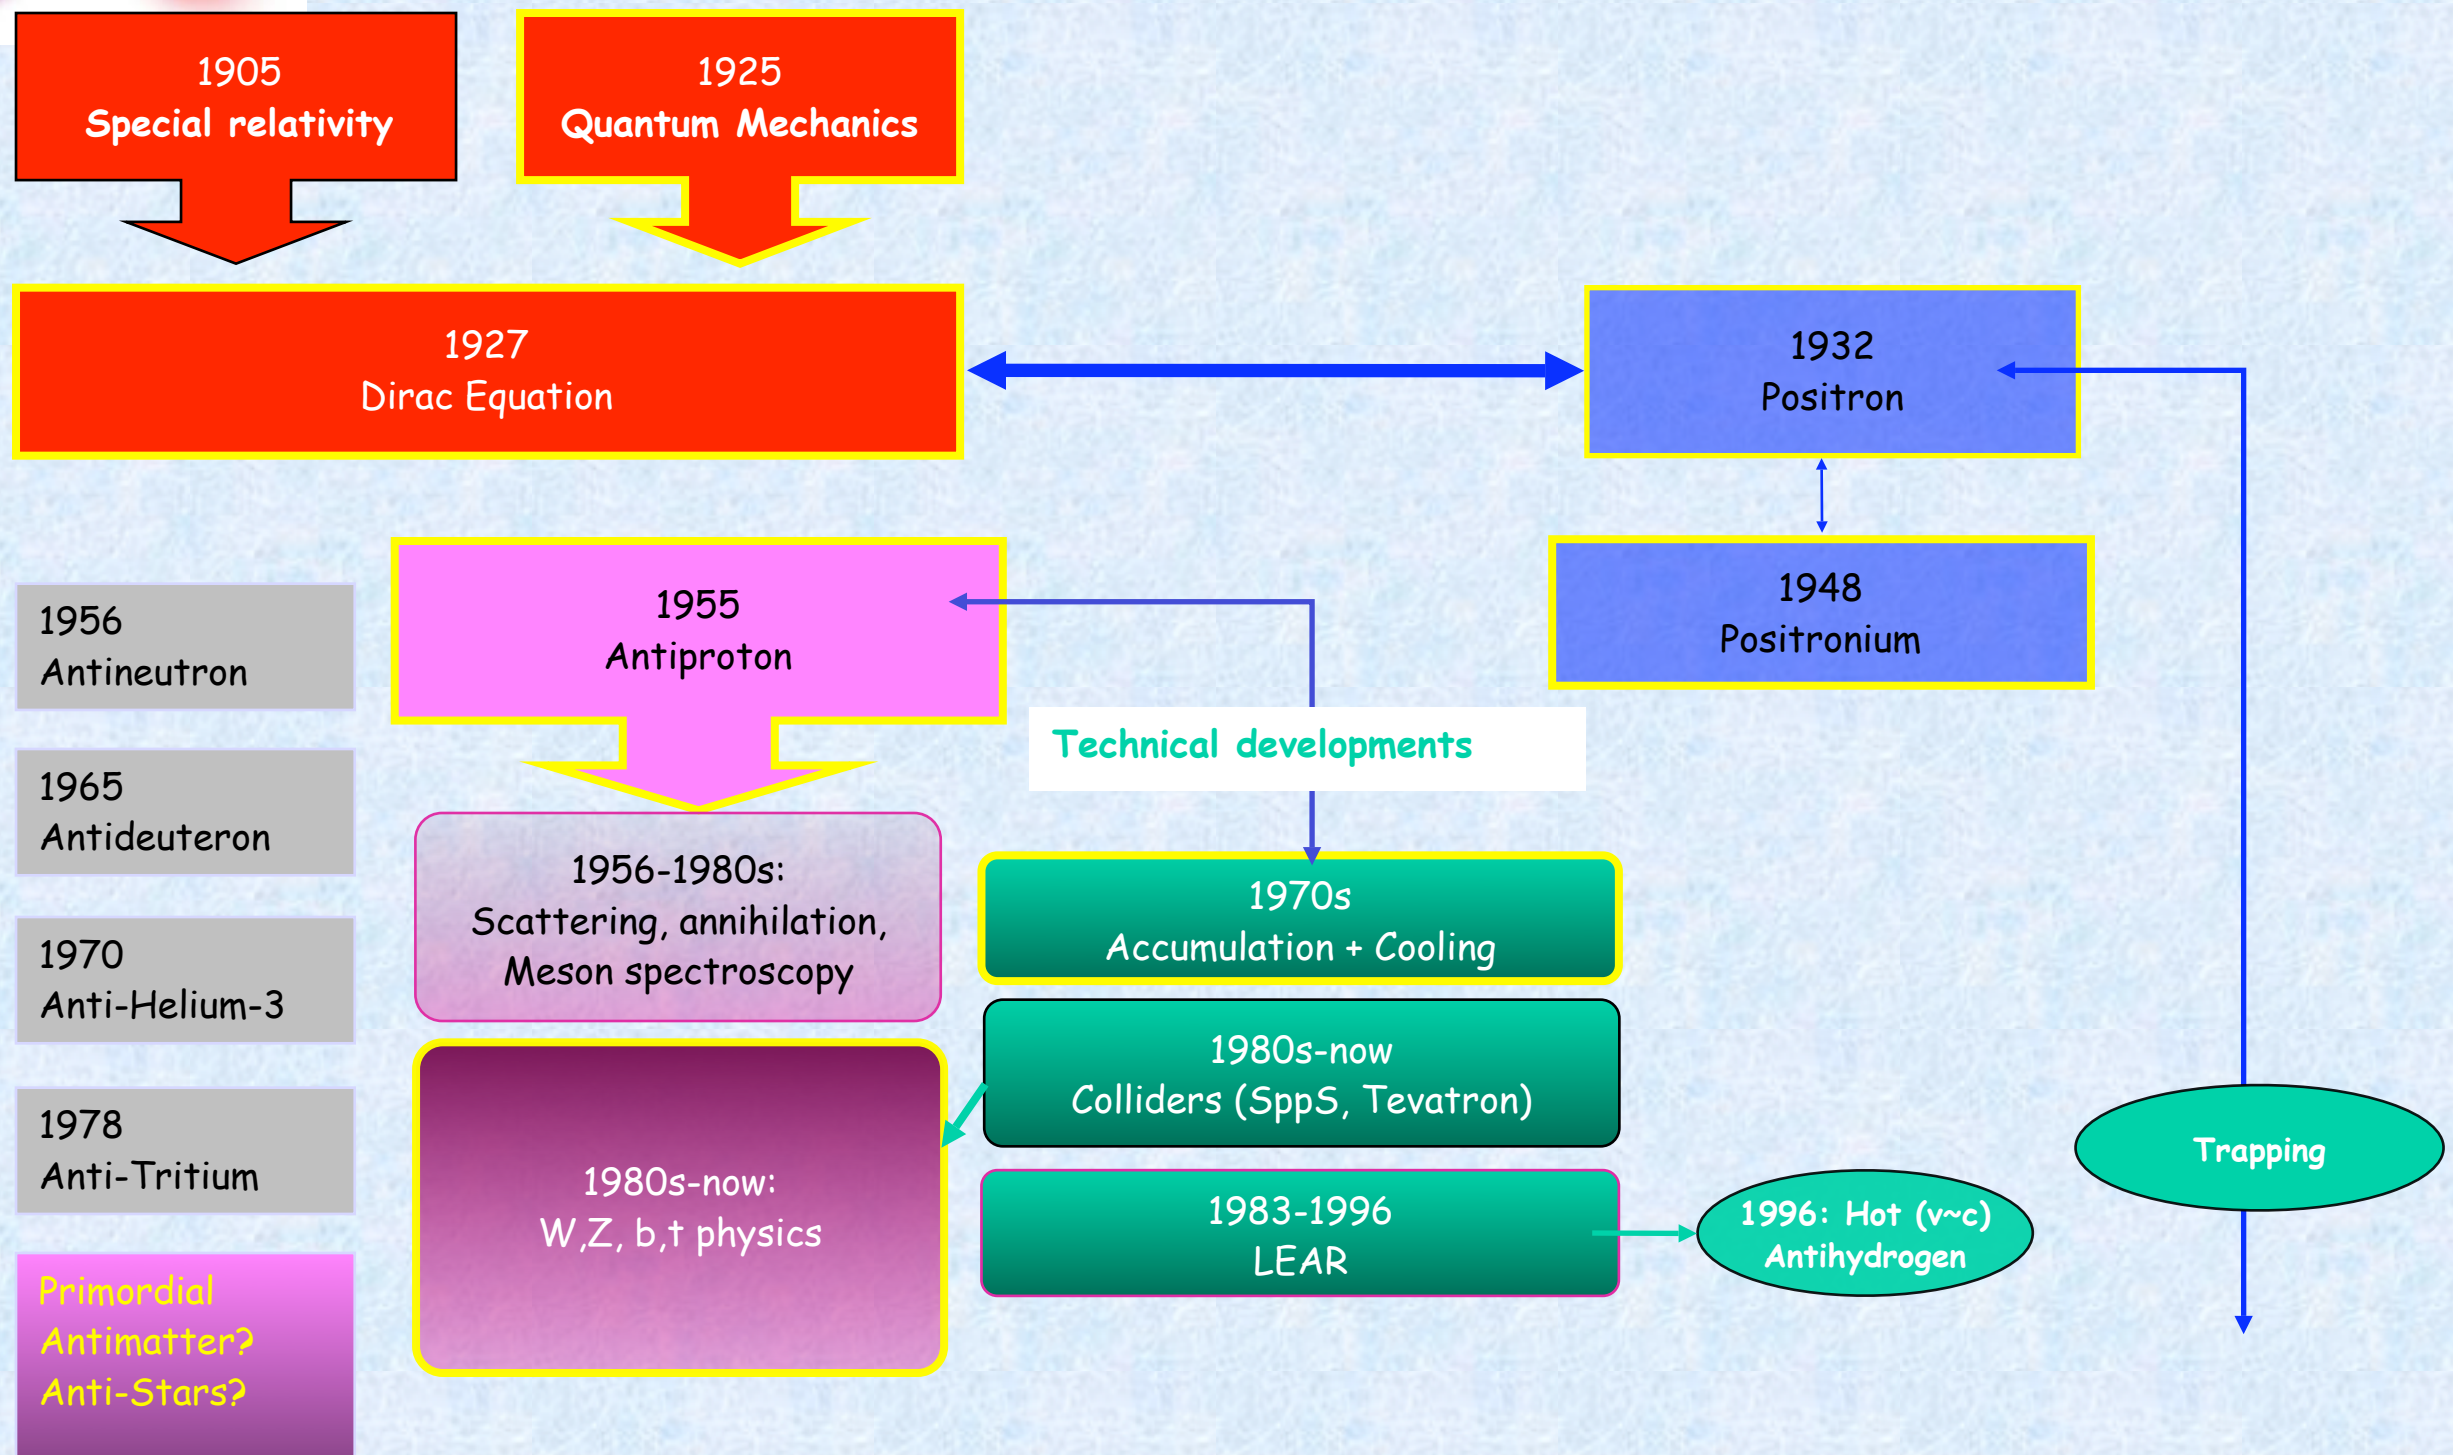 1905
Special relativity
1925
Quantum Mechanics
1927
Dirac Equation
1932
Positron
1948
Positronium
1955
Antiproton
1956
Antineutron
1965
Antideuteron
1970
Anti-Helium-3
1978
Anti-Tritium
Primordial
Antimatter?
Anti-Stars?
Technical developments
1956-1980s:
Scattering, annihilation,
Meson spectroscopy
1980s-now:
W,Z, b,t physics
1970s
Accumulation + Cooling
1980s-now
Colliders (SppS, Tevatron)
1983-1996
LEAR
1996: Hot (v~c)
Antihydrogen
Trapping